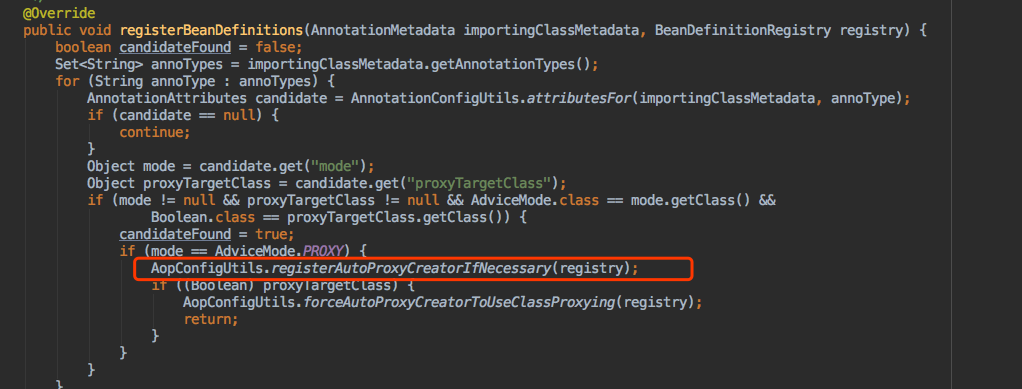 @Override
public void registerBeanDefinitions(AnnotationMetadata importingClassMetadata, BeanDefinitionRegistry registry) {
boolean candidateFound = false;
Set<String> annoTypes = importingClassMetadata.getAnnotationTypes();
for (String annoType : annoTypes) {
AnnotationAttributes candidate = AnnotationConfigUtils.attributesFor(importingClassMetadata, annoType);
if (candidate == null) {
continue;
}
Object mode = candidate.get("mode");
Object proxyTargetClass = candidate.get("proxyTargetClass");
if (mode != null && proxyTargetClass != null && AdviceMode.class == mode.getClass() &&
Boolean.class == proxyTargetClass.getClass()) {
candidateFound = true;
if (mode == AdviceMode.PROXY) {
AopConfigUtils.registerAutoProxyCreatorIfNecessary(registry);
if ((Boolean) proxyTargetClass) {
AopConfigUtils.forceAutoProxyCreatorToUseClassProxying(registry);
return;
}
}
}
}